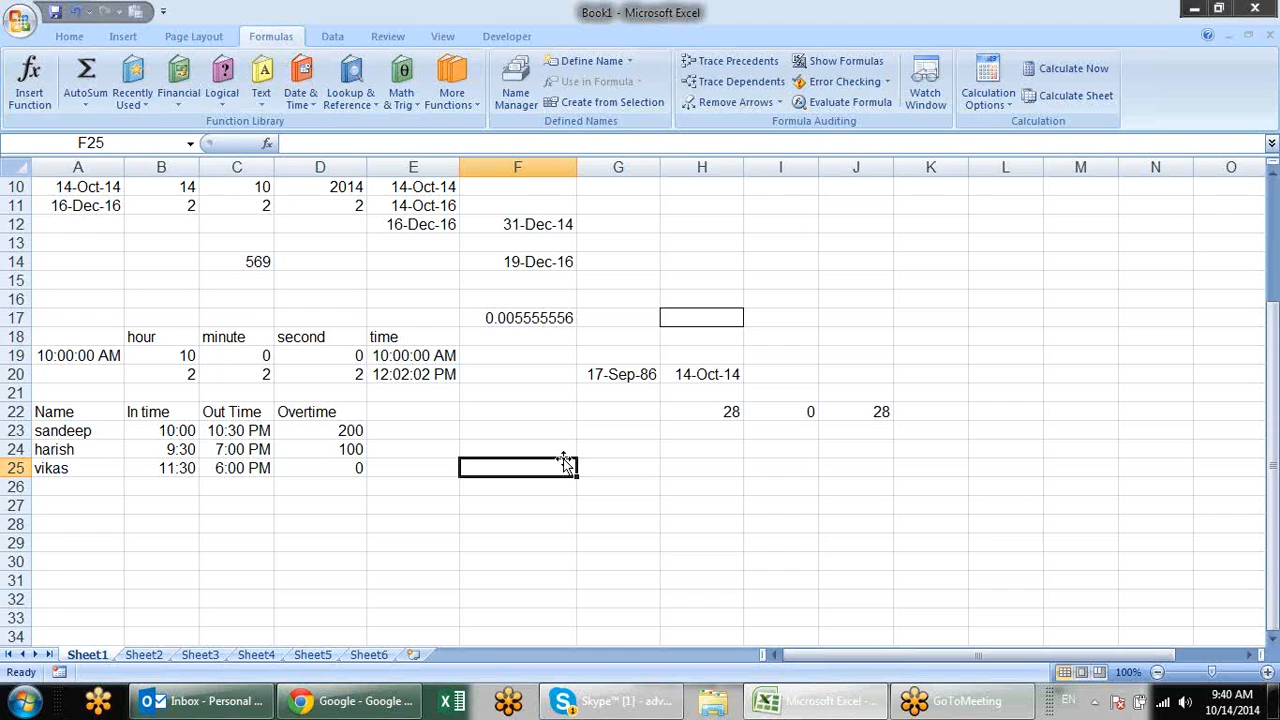 Book1 - Microsoft Excel
Home Insert Page Layout Formulas Data Review View Developer
Insert Function
AutoSum
Recently Used
Financial
Logical
Text
Date & Time
Lookup & Reference
Math & Trig
More Functions
Function Library
Name Manager
Define Name
Use in Formula
Create from Selection
Defined Names
Trace Precedents
Trace Dependents
Remove Arrows
Show Formulas
Error Checking
Evaluate Formula
Formula Auditing
Watch Window
Calculation Options
Calculate Now
Calculate Sheet
Calculation
F25 fx
A B C D E F G H I J K L M N O
10 14-Oct-14 14 10 2014 14-Oct-14
11 16-Dec-16 2 2 2 14-Oct-16
12 16-Dec-16 31-Dec-14
13
14 569 19-Dec-16
15
16
17 0.005555556
18 hour minute second time
19 10:00:00 AM 10 0 0 10:00:00 AM
20 2 2 2 12:02:02 PM 17-Sep-86 14-Oct-14
21
22 Name In time Out Time Overtime 28 0 28
23 sandeep 10:00 10:30 PM 200
24 harish 9:30 7:00 PM 100
25 vikas 11:30 6:00 PM 0
26
27
28
29
30
31
32
33
34
Sheet1 Sheet2 Sheet3 Sheet4 Sheet5 Sheet6
Ready 100%
Inbox - Personal ... Google - Google ... Skype™ [1] - adv... Microsoft Excel - ... GoToMeeting EN 9:40 AM
10/14/2014